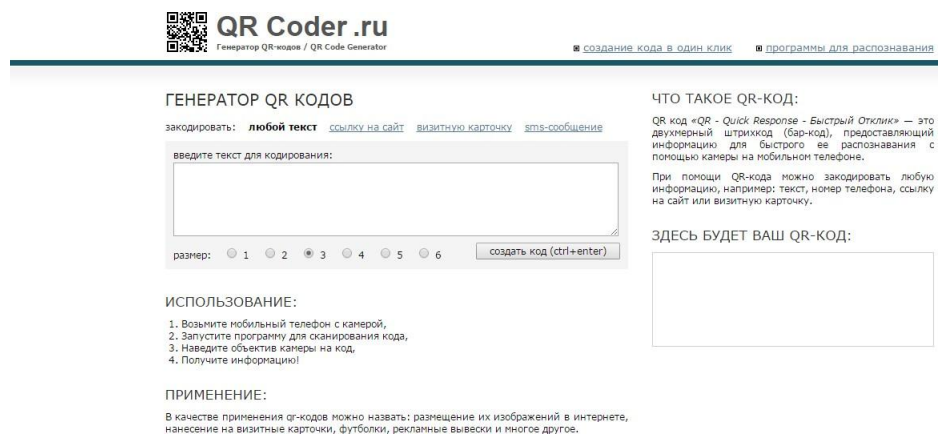 QR Coder .ru
Генератор QR-кодов / QR Code Generator
создание кода в один клик
программы для распознавания
ГЕНЕРАТОР QR КОДОВ
закодировать: любой текст ссылку на сайт визитную карточку sms-сообщение
введите текст для кодирования:
размер: 1 2 3 4 5 6 создать код (ctrl+enter)
ИСПОЛЬЗОВАНИЕ:
1. Возьмите мобильный телефон с камерой,
2. Запустите программу для сканирования кода,
3. Наведите объектив камеры на код,
4. Получите информацию!
ПРИМЕНЕНИЕ:
В качестве применения qr-кодов можно назвать: размещение их изображений в интернете,
нанесение на визитные карточки, футболки, рекламные вывески и многое другое.
ЧТО ТАКОЕ QR-КОД:
QR код «QR - Quick Response - Быстрый Отклик» — это
двухмерный штрихкод (бар-код), предоставляющий
информацию для быстрого ее распознавания с
помощью камеры на мобильном телефоне.
При помощи QR-кода можно закодировать любую
информацию, например: текст, номер телефона, ссылку
на сайт или визитную карточку.
ЗДЕСЬ БУДЕТ ВАШ QR-КОД: